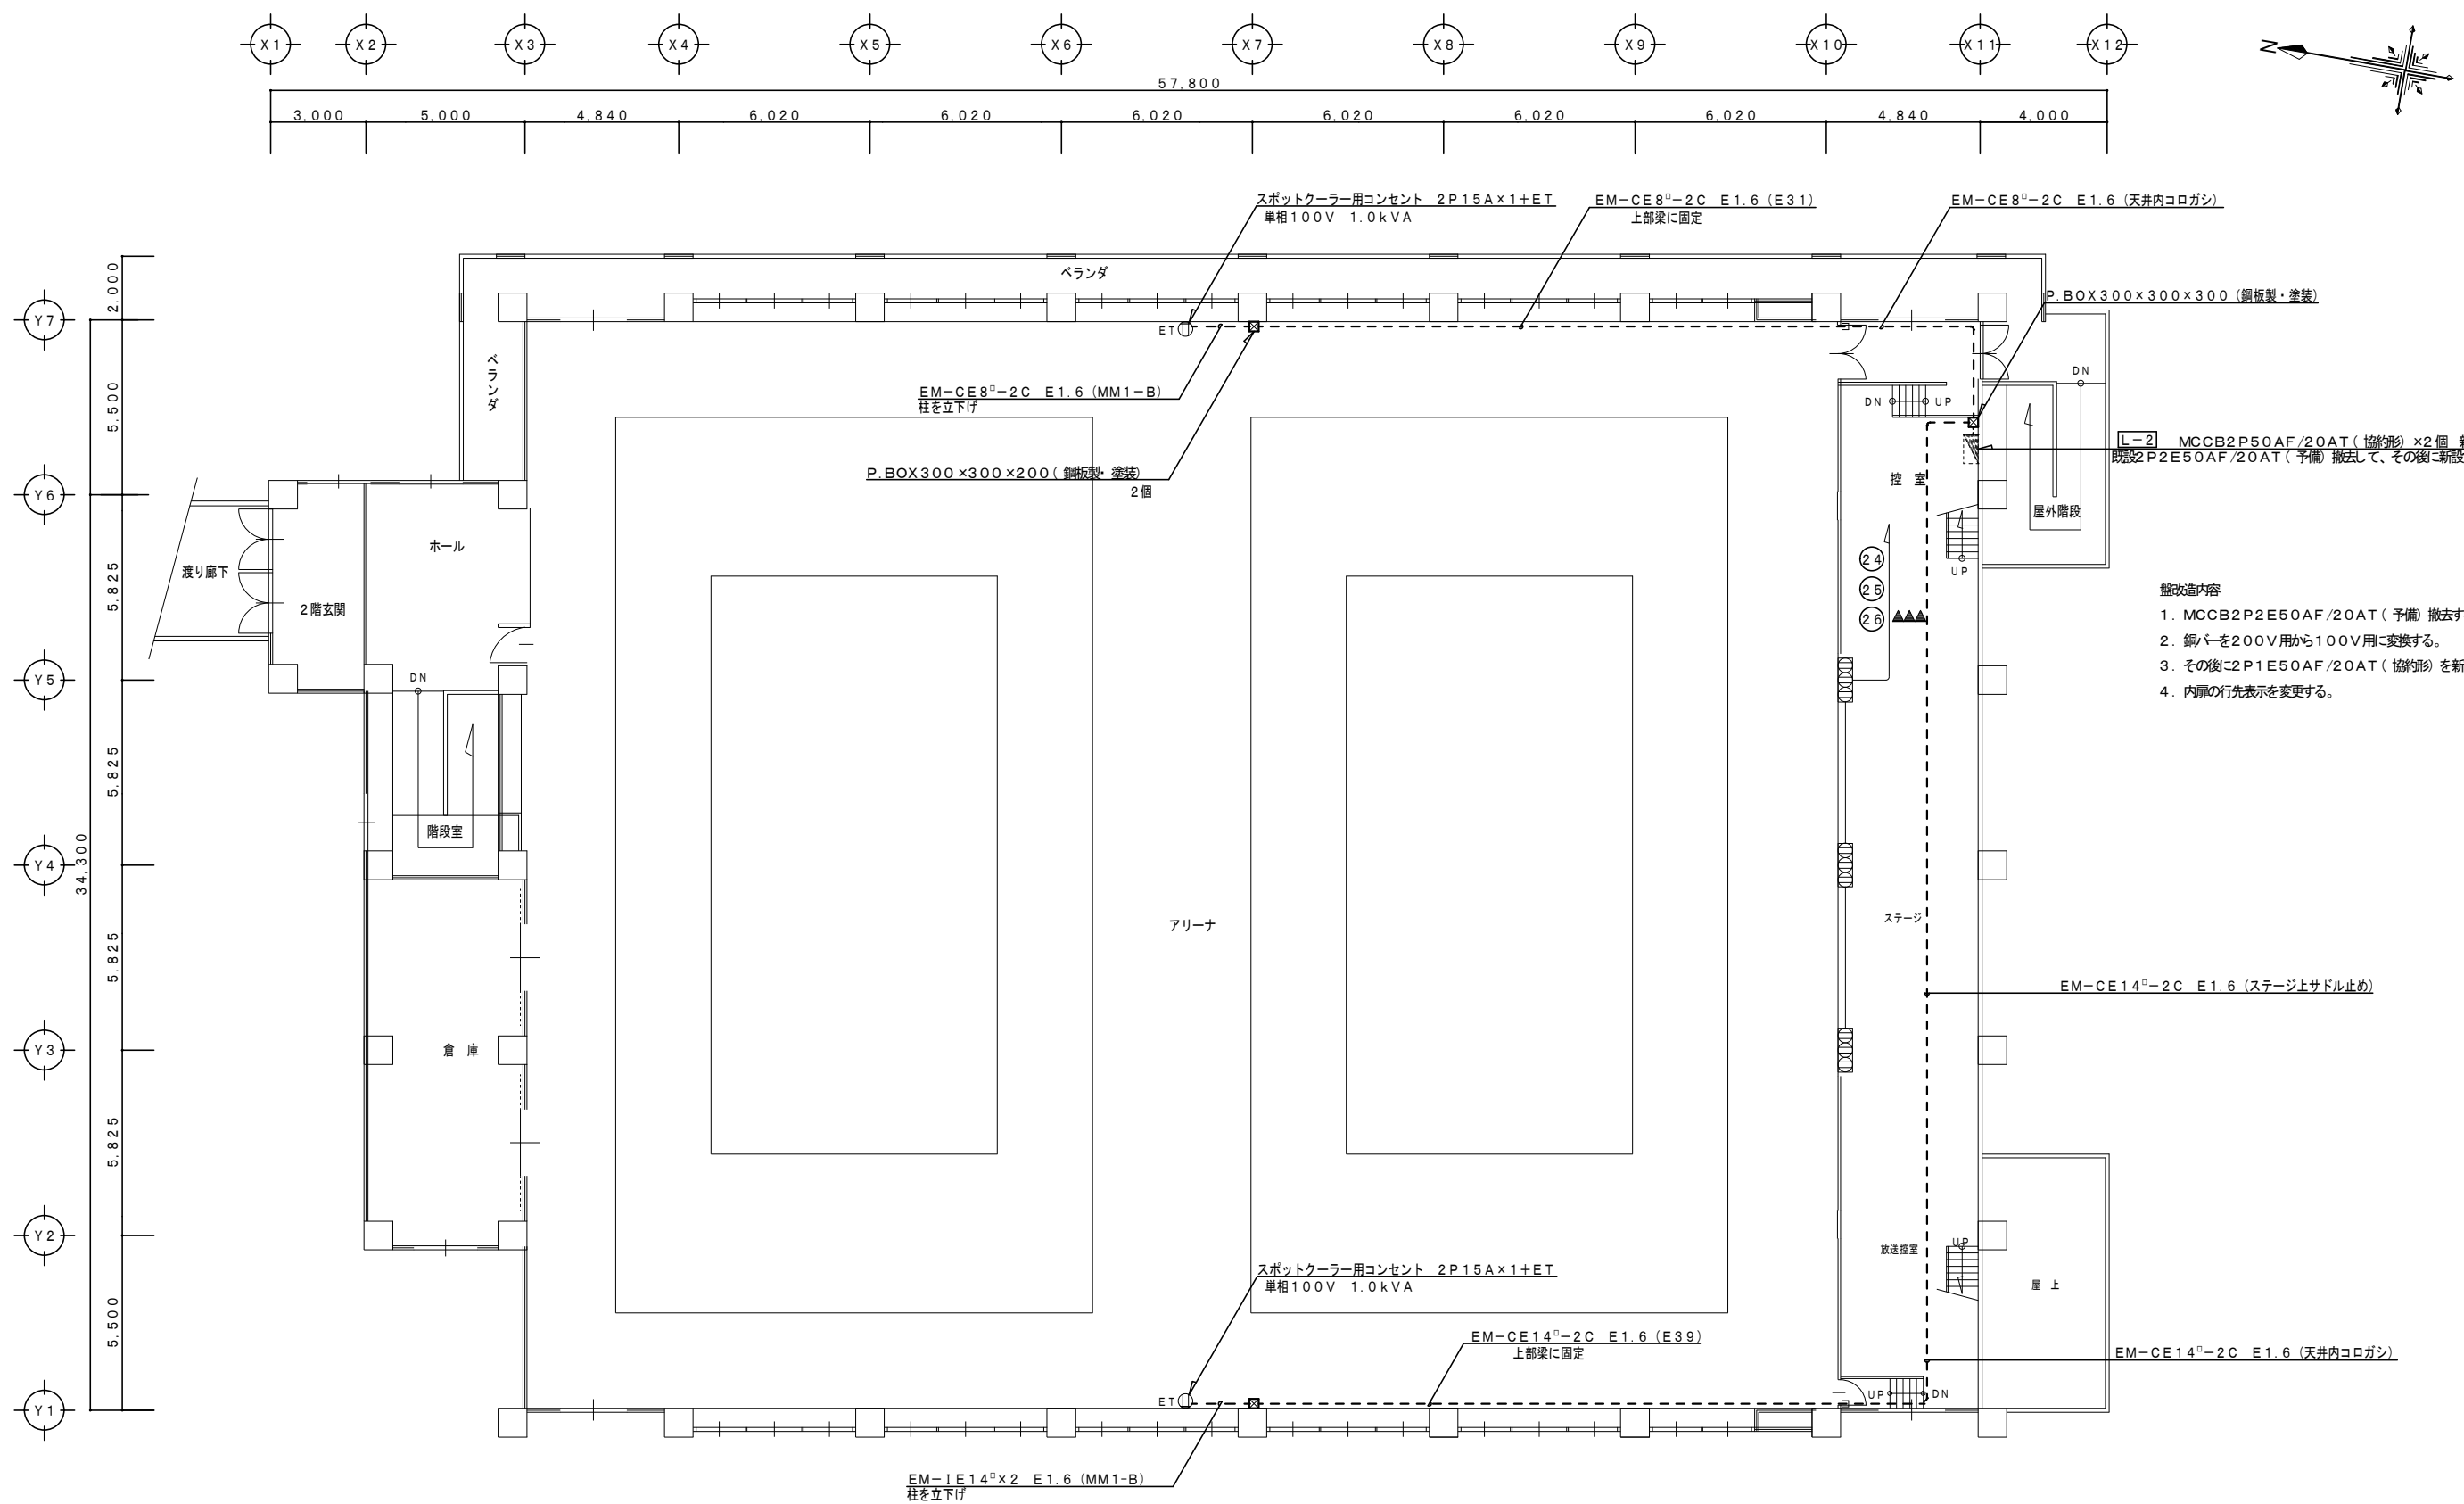 X1 X2 X3 X4 X5 X6 X7 X8 X9 X10 X11 X12
N
57,800
3,000 5,000 4,840 6,020 6,020 6,020 6,020 6,020 6,020 4,840 4,000
スポットクーラー用コンセント 2P15A×1+ET
単相100V 1.0kVA
EM-CE8□-2C E1.6(E31)
上部梁に固定
EM-CE8□-2C E1.6(天井内コロガシ)
2,000
ベランダ
P.BOX300×300×300(鋼板製・塗装)
Y7
ET
ベランダ
DN
5,500
EM-CE8□-2C E1.6(MM1-B)
柱を立下げ
DN UP
L-2 MCCB2P50AF/20AT(協約形)×2個
既設2P2E50AF/20AT(予備)撤去して、その後に新設
P.BOX300×300×200(鋼板製・塗装)
2個
控 室
Y6
屋外階段
ホール
渡り廊下
24
25
26
UP
5,825
2階玄関
盤改造内容
1.MCCB2P2E50AF/20AT(予備)撤去す
2.銅バーを200V用から100V用に変換する。
3.その後に2P1E50AF/20AT(協約形)を新
4.内扉の行先表示を変更する。
Y5
DN
5,825
階段室
34,300
Y4
アリーナ
ステージ
5,825
EM-CE14□-2C E1.6(ステージ上サドル止め)
Y3
倉 庫
5,825
Y2
放送控室
UP
屋 上
スポットクーラー用コンセント 2P15A×1+ET
単相100V 1.0kVA
5,500
EM-CE14□-2C E1.6(E39)
上部梁に固定
EM-CE14□-2C E1.6(天井内コロガシ)
ET
UP DN
Y1
EM-IE14□×2 E1.6(MM1-B)
柱を立下げ